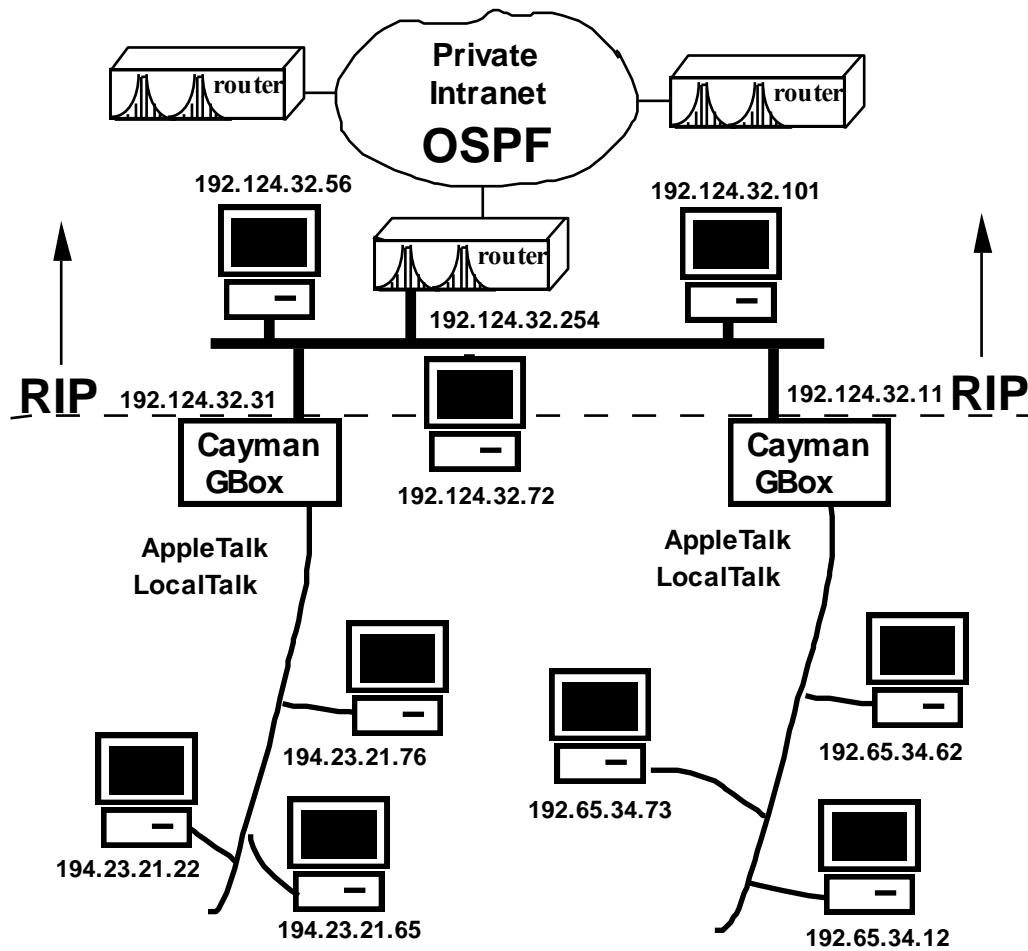 Private
Intranet
OSPF
router
router
192.124.32.56
192.124.32.101
router
192.124.32.254
RIP
192.124.32.31
192.124.32.11
RIP
Cayman
GBox
Cayman
GBox
192.124.32.72
AppleTalk
LocalTalk
AppleTalk
LocalTalk
194.23.21.76
192.65.34.62
192.65.34.73
194.23.21.22
194.23.21.65
192.65.34.12